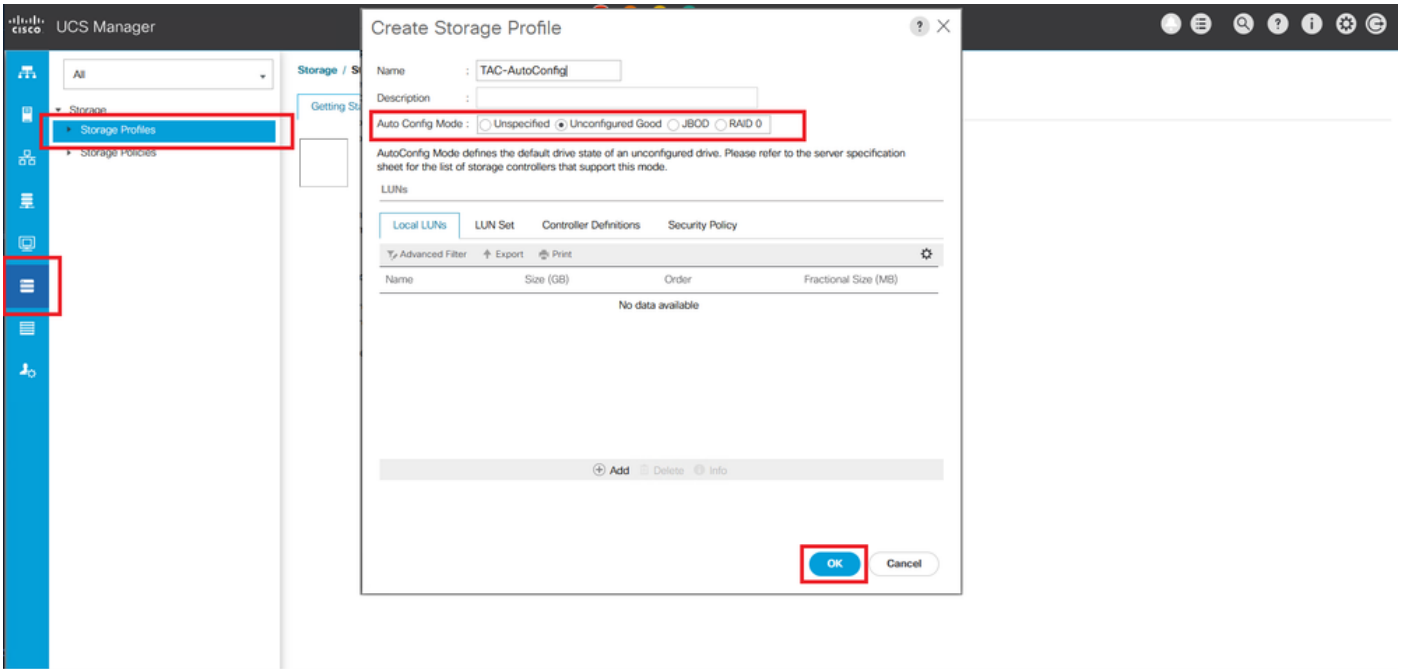 cisco UCS Manager
All
Storage
Storage Profiles
Storage Policies
Storage /
Getting
Create Storage Profile
?
Name : TAC-AutoConfig
Description :
Auto Config Mode : Unspecified Unconfigured Good JBOD RAID 0
AutoConfig Mode defines the default drive state of an unconfigured drive. Please refer to the server specification
sheet for the list of storage controllers that support this mode.
LUNs
Local LUNs LUN Set Controller Definitions Security Policy
Advanced Filter Export Print
Name Size (GB) Order Fractional Size (MB)
No data available
Add Delete Info
OK Cancel